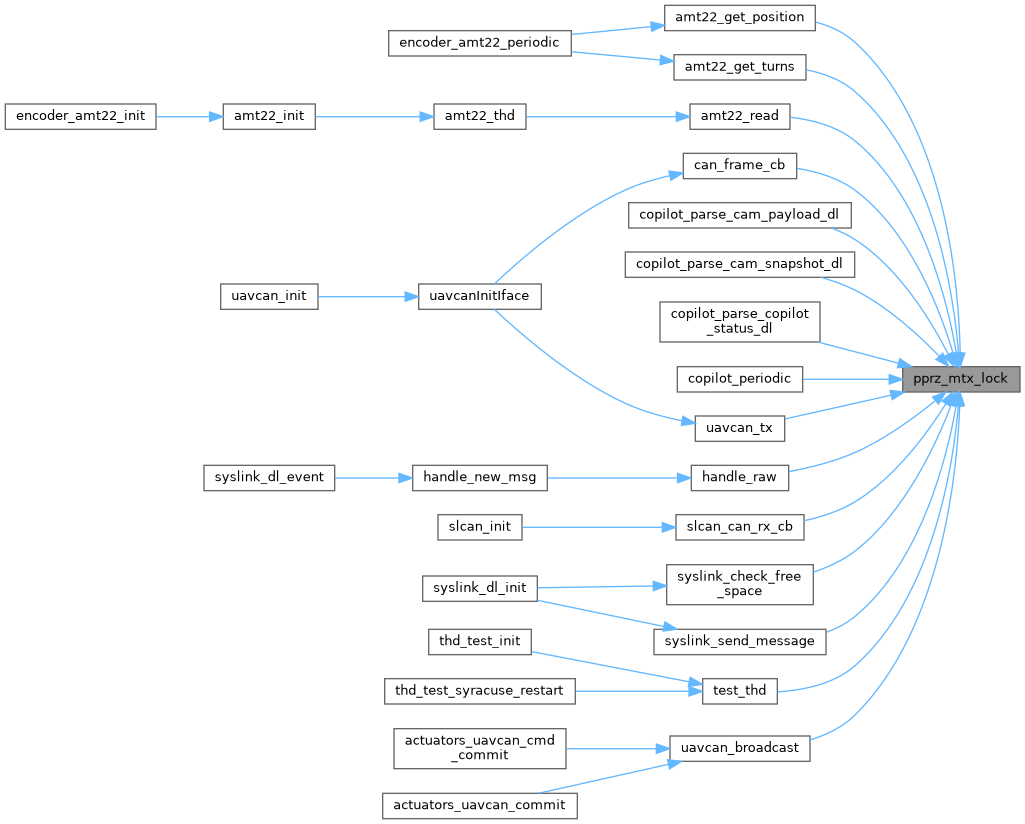 amt22_get_position
encoder_amt22_periodic
amt22_get_turns
encoder_amt22_init
amt22_init
amt22_thd
amt22_read
can_frame_cb
copilot_parse_cam_payload_dl
copilot_parse_cam_snapshot_dl
uavcan_init
uavcanInitIface
copilot_parse_copilot
_status_dl
copilot_periodic
pprz_mtx_lock
uavcan_tx
syslink_dl_event
handle_new_msg
handle_raw
slcan_init
slcan_can_rx_cb
syslink_dl_init
syslink_check_free
_space
thd_test_init
syslink_send_message
thd_test_syracuse_restart
test_thd
actuators_uavcan_cmd
_commit
uavcan_broadcast
actuators_uavcan_commit